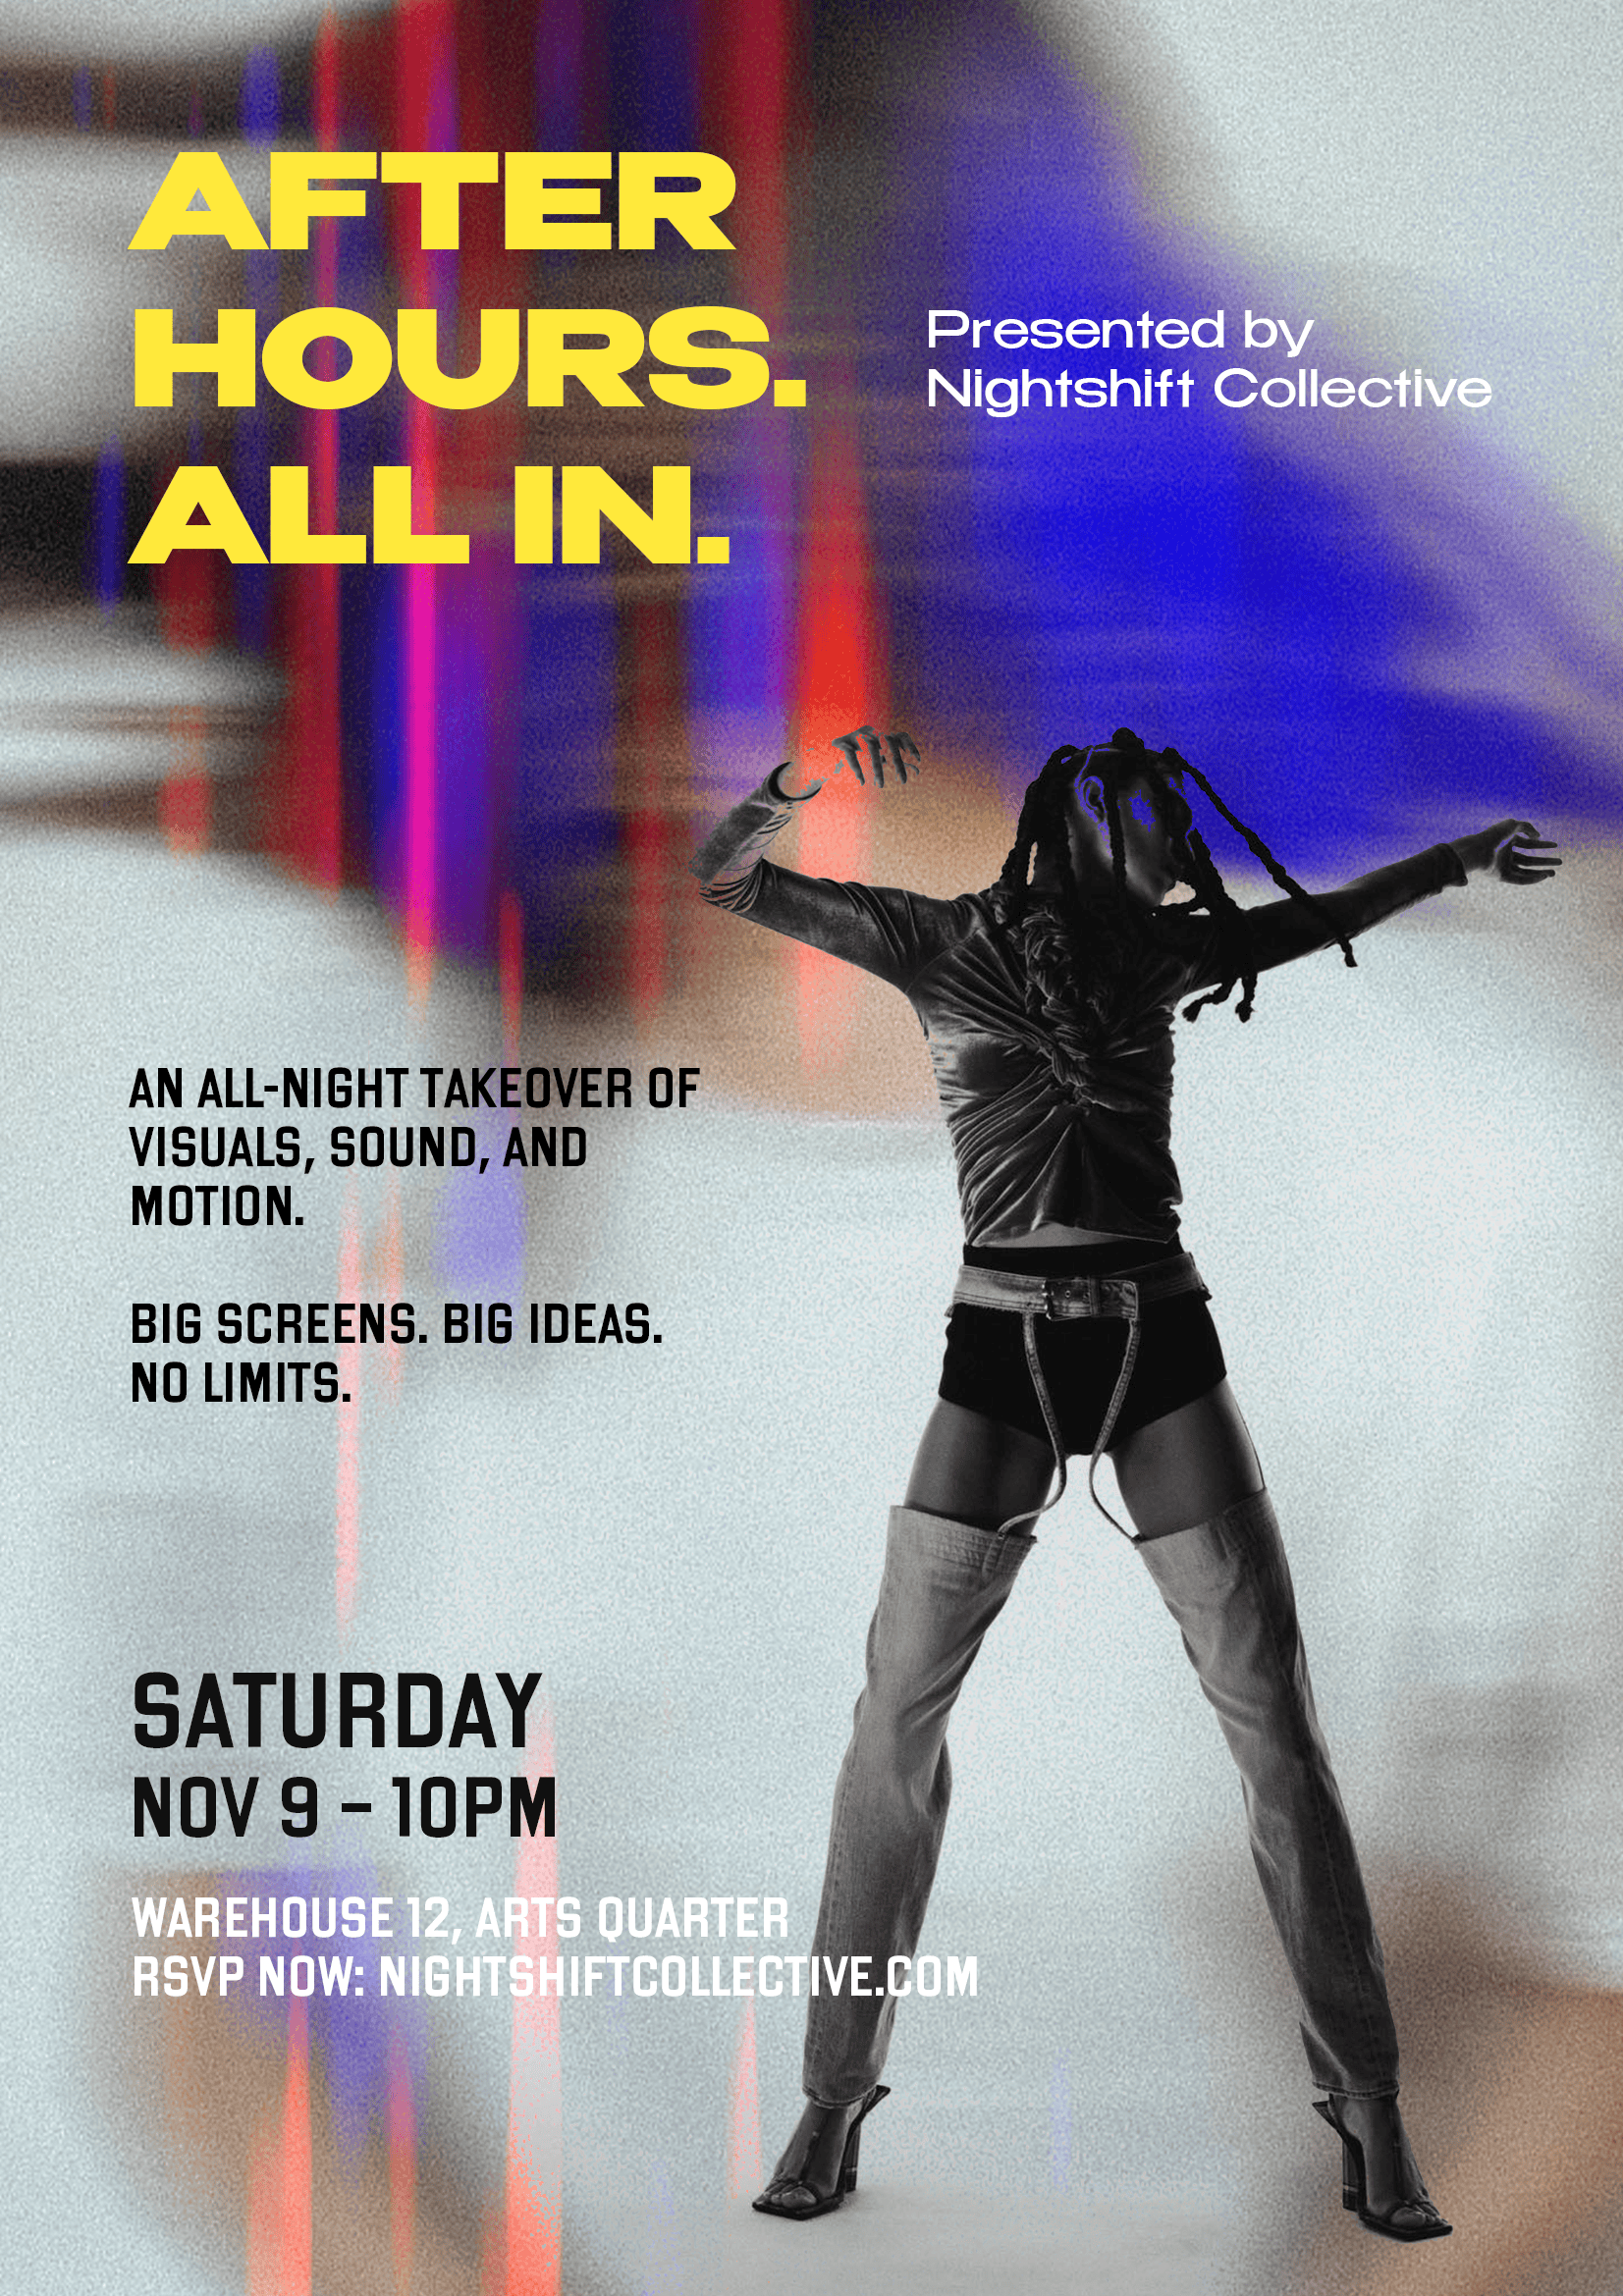 AFTER
HOURS.
ALL IN.
Presented by
Nightshift Collective
AN ALL-NIGHT TAKEOVER OF
VISUALS, SOUND, AND
MOTION.
BIG SCREENS. BIG IDEAS.
NO LIMITS.
SATURDAY
NOV 9 – 10PM
WAREHOUSE 12, ARTS QUARTER
RSVP NOW: NIGHTSHIFTCOLLECTIVE.COM